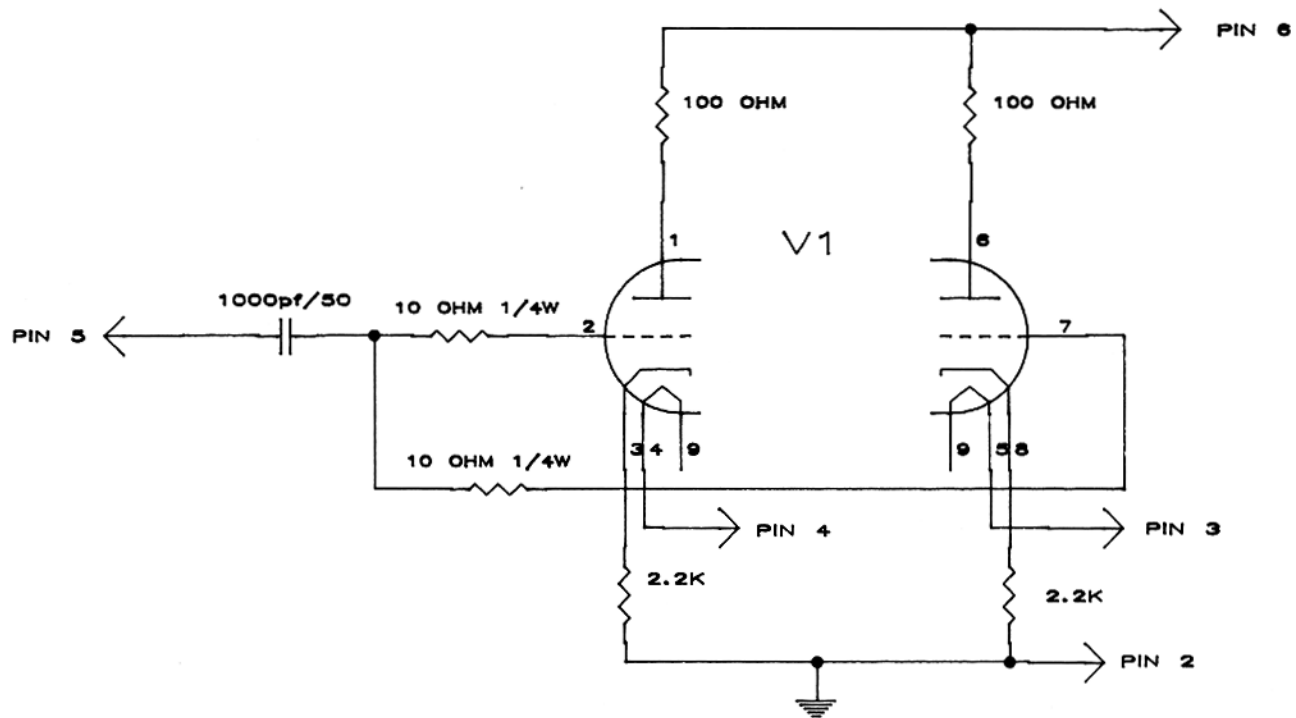 PIN 6
100 OHM
100 OHM
1
V1
6
1000pf/50
10 OHM 1/4W
2
7
PIN 5
3 4 9
9 5 8
10 OHM 1/4W
PIN 4
PIN 3
2.2K
2.2K
PIN 2